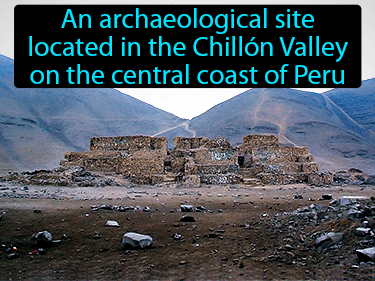 An archaeological site
located in the Chillón Valley
on the central coast of Peru